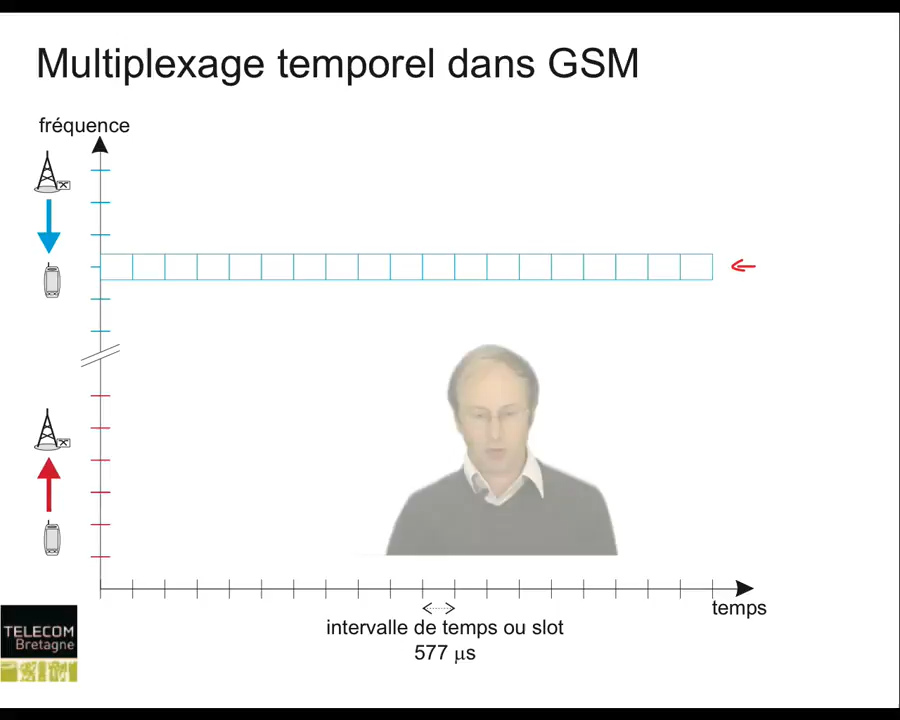 Multiplexage temporel dans GSM
fréquence
temps
intervalle de temps ou slot
577 μs
TELECOM
Bretagne